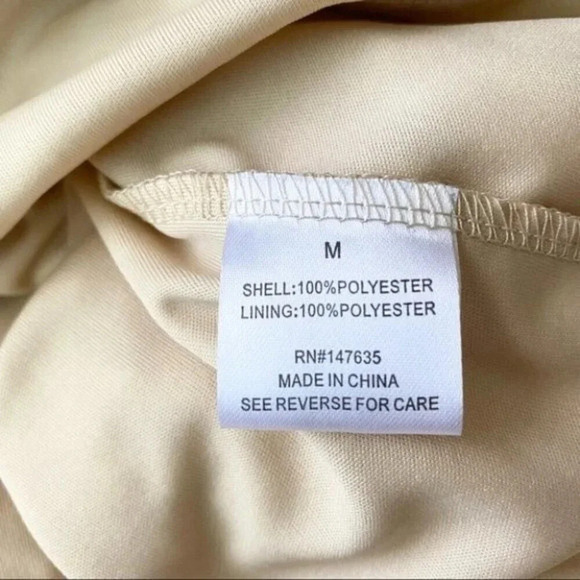 M
SHELL:100%POLYESTER
LINING:100%POLYESTER
RN#147635
MADE IN CHINA
SEE REVERSE FOR CARE